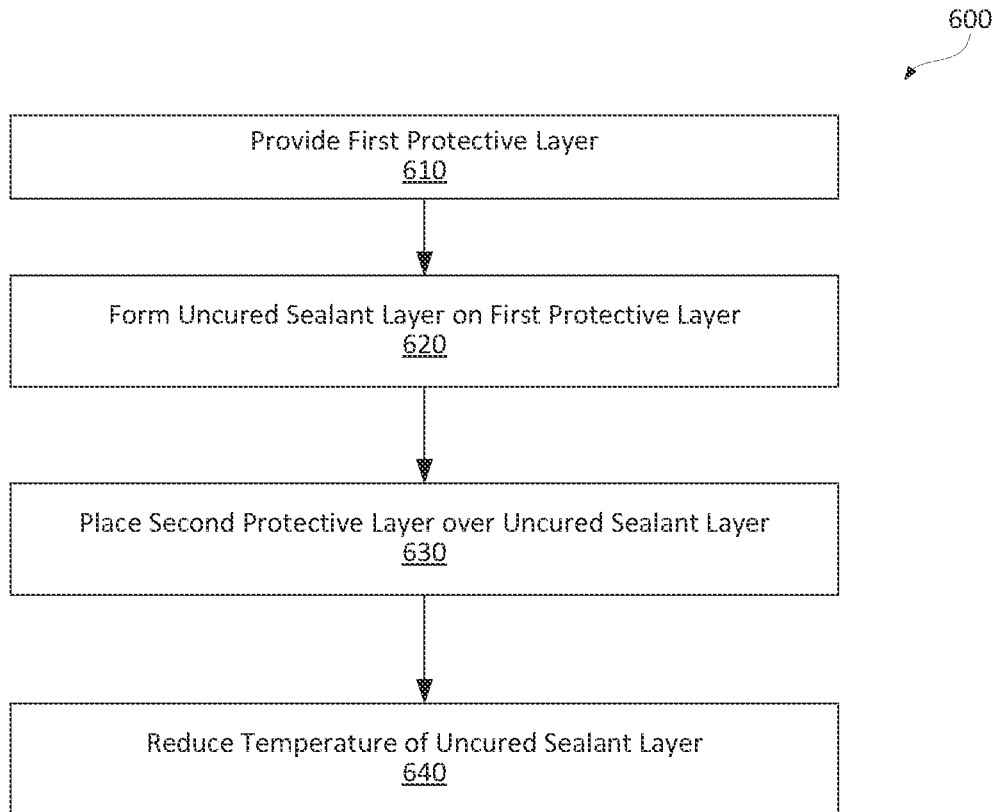 600
Provide First Protective Layer
610
Form Uncured Sealant Layer on First Protective Layer
620
Place Second Protective Layer over Uncured Sealant Layer
630
Reduce Temperature of Uncured Sealant Layer
640